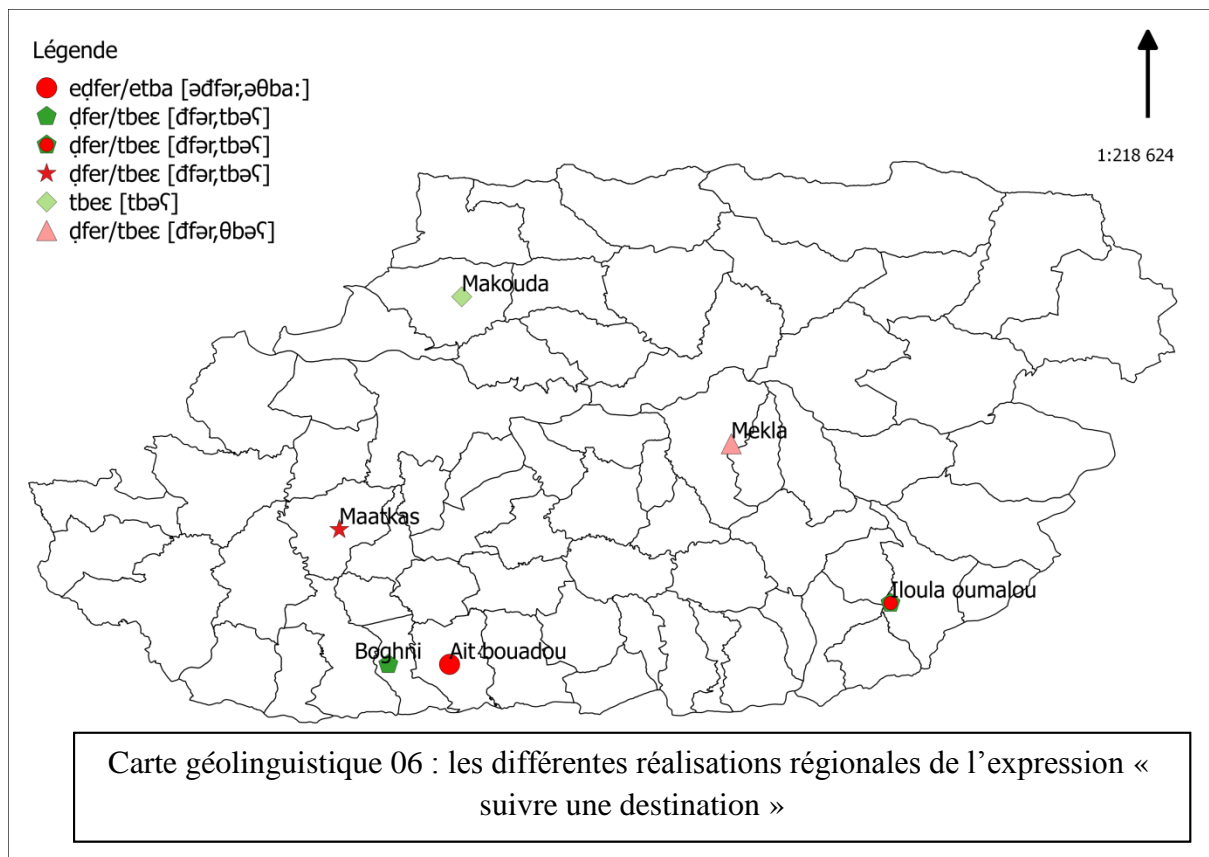 Légende
eḍfer/etba [əđfər,əθba:]
ḍfer/tbeɛ [đfər,tbəʕ]
ḍfer/tbeɛ [đfər,tbəʕ]
ḍfer/tbeɛ [đfər,tbəʕ]
tbeɛ [tbəʕ]
ḍfer/tbeɛ [đfər,θbəʕ]
1:218 624
Makouda
Mekla
Maatkas
Iloula oumalou
Boghni
Ait bouadou
Carte géolinguistique 06 : les différentes réalisations régionales de l’expression «
suivre une destination »